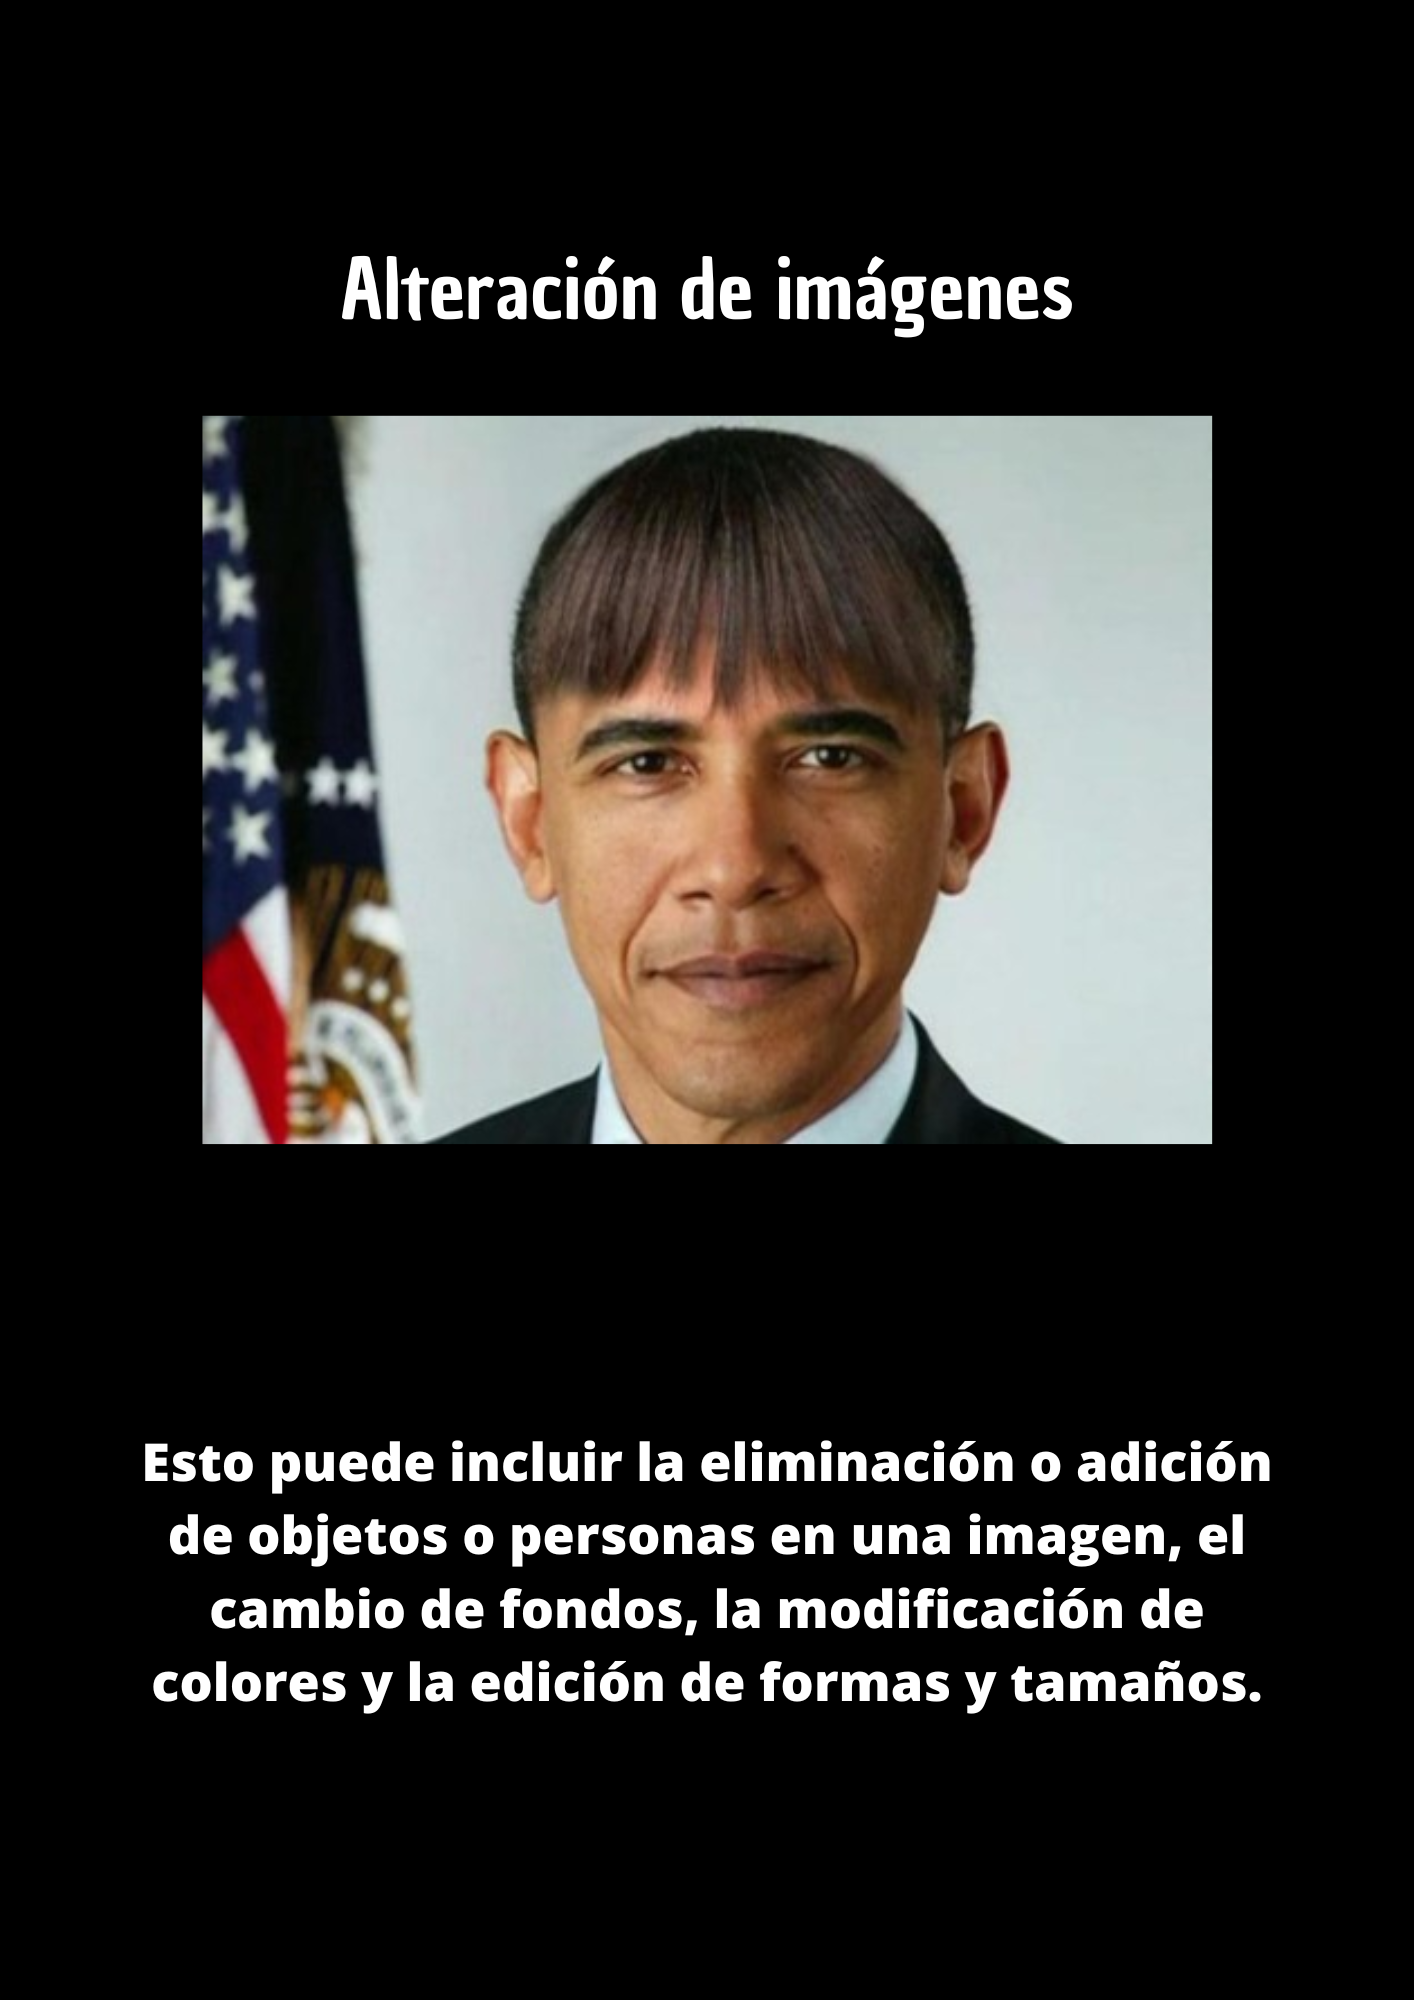 Alteración de imágenes
Esto puede incluir la eliminación o adición
de objetos o personas en una imagen, el
cambio de fondos, la modificación de
colores y la edición de formas y tamaños.